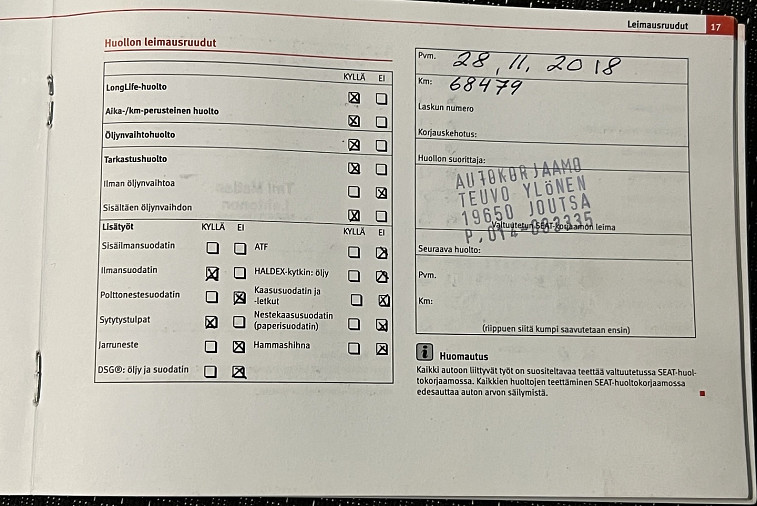 Leimausruudut 17
Huollon leimausruudut
KYLLÄ EI
LongLife-huolto
Aika-/km-perusteinen huolto
Öljynvaihtohuolto
Tarkastushuolto
Ilman öljynvaihtoa
Sisältäen öljynvaihdon
Lisätyöt KYLLÄ EI KYLLÄ EI
Sisäilmansuodatin ATF
Ilmansuodatin HALDEX-kytkin: öljy
Polttonestesuodatin Kaasusuodatin ja
-letkut
Sytytystulpat Nestekaasusuodatin
(paperisuodatin)
Jarruneste Hammashihna
DSG®: öljy ja suodatin
Pvm. 28.11.2018
Km: 68479
Laskun numero
Korjauskehotus:
Huollon suorittaja:
AUTOKORJAAMO
TEUVO YLÖNEN
19650 JOUTSA
P. 014-883335
Valtuutetun SEAT-korjaamon leima
Seuraava huolto:
Pvm.
Km:
(riippuen siitä kumpi saavutetaan ensin)
i Huomautus
Kaikki autoon liittyvät työt on suositeltavaa teettää valtuutetussa SEAT-huol-
tokorjaamossa. Kaikkien huoltojen teettäminen SEAT-huoltokorjaamossa
edesauttaa auton arvon säilymistä.